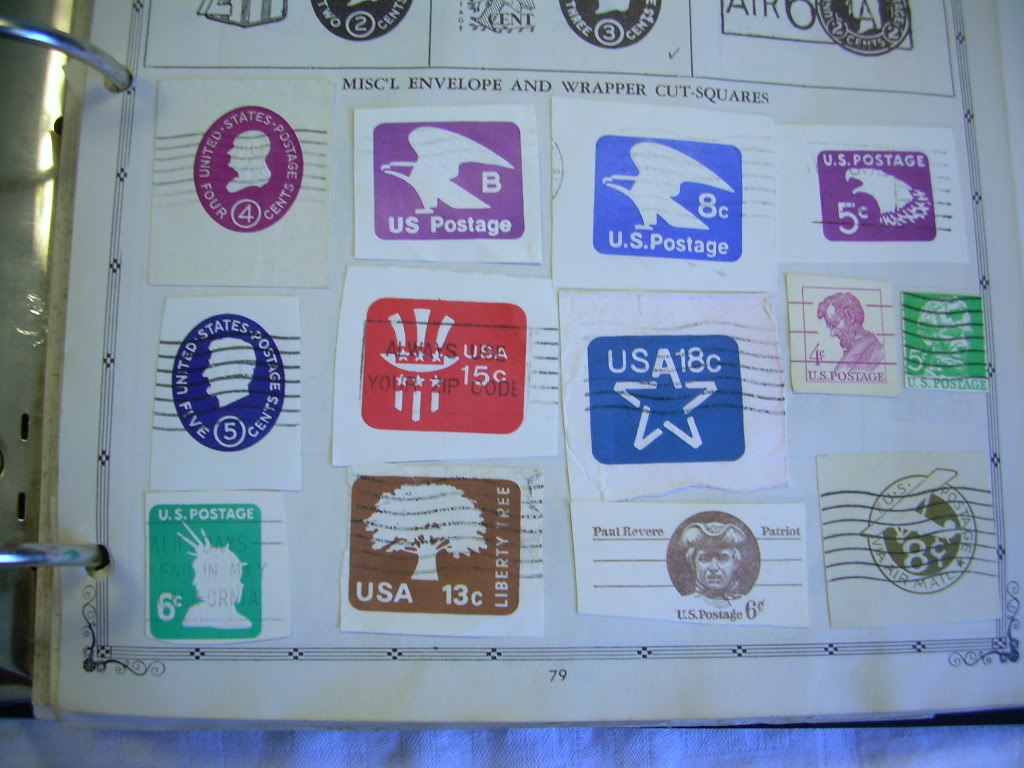 TWO 2 CENTS
CENT
THREE 3 CENTS
AIR 6
A
CENTS
MISC'L ENVELOPE AND WRAPPER CUT-SQUARES
UNITED·STATES·POSTAGE
FOUR 4 CENTS
B
US Postage
8c
U.S.Postage
U.S. POSTAGE
5c
UNITED·STATES·POSTAGE
FIVE 5 CENTS
ALWAYS
USA
15c
YOUR ZIP CODE
USA 18c
4c
U.S. POSTAGE
5c
U.S. POSTAGE
U.S. POSTAGE
6c
USA 13c
LIBERTY TREE
Paul Revere Patriot
U.S.Postage 6c
U.S. POSTAGE
8c
AIR MAIL
79